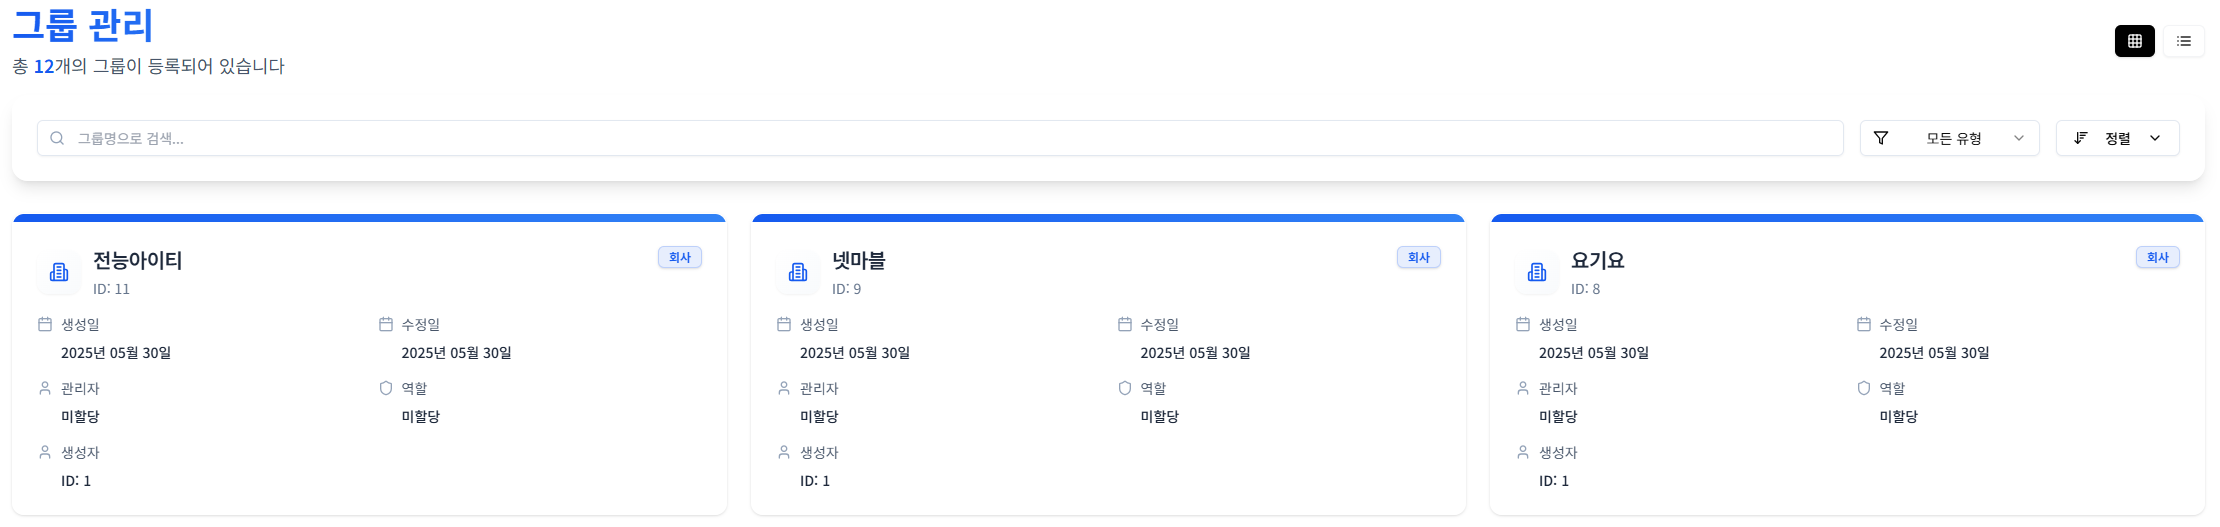 그룹 관리
총 12개의 그룹이 등록되어 있습니다
그룹명으로 검색...
모든 유형
정렬
전능아이티
회사
ID: 11
생성일
수정일
2025년 05월 30일
2025년 05월 30일
관리자
역할
미할당
미할당
생성자
ID: 1
넷마블
회사
ID: 9
생성일
수정일
2025년 05월 30일
2025년 05월 30일
관리자
역할
미할당
미할당
생성자
ID: 1
요기요
회사
ID: 8
생성일
수정일
2025년 05월 30일
2025년 05월 30일
관리자
역할
미할당
미할당
생성자
ID: 1